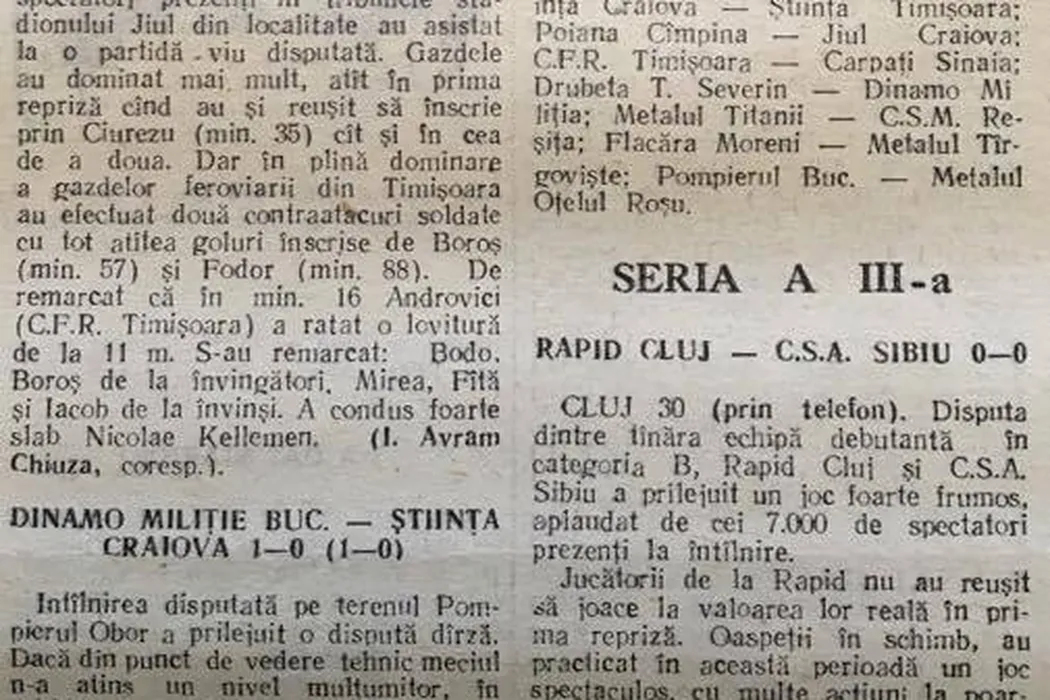 spectatori prezenți în tribunele sta-
dionului Jiul din localitate au asistat
la o partidă viu disputată. Gazdele
au dominat mai mult, atît în prima
repriză cînd au și reușit să înscrie
prin Ciurezu (min. 35) cît și în cea
de a doua. Dar în plină dominare
a gazdelor feroviarii din Timișoara
au efectuat două contraatacuri soldate
cu tot atîtea goluri înscrise de Boroș
(min. 57) și Fodor (min. 88). De
remarcat că în min. 16 Androvici
(C.F.R. Timișoara) a ratat o lovitură
de la 11 m. S-au remarcat: Bodo,
Boroș de la învingători, Mirea, Fîță
și Iacob de la învinși. A condus foarte
slab Nicolae Kellemen. (I. Avram
Chiuza, coresp.).
DINAMO MILIȚIE BUC. — ȘTIINȚA
CRAIOVA 1—0 (1—0)
Intîlnirea disputată pe terenul Pom-
pierul Obor a prilejuit o dispută dîrză.
Dacă din punct de vedere tehnic meciul
n-a atins un nivel mulțumitor, în
ința Craiova — Știința Timișoara;
Poiana Cîmpina — Jiul Craiova;
C.F.R. Timișoara — Carpați Sinaia;
Drubeta T. Severin — Dinamo Mi
liția; Metalul Titanii — C.S.M. Re-
șița; Flacăra Moreni — Metalul Tîr-
goviște; Pompierul Buc. — Metalul
Oțelul Roșu.
SERIA A III-a
RAPID CLUJ — C.S.A. SIBIU 0—0
CLUJ 30 (prin telefon). Disputa
dintre tînăra echipă debutantă în
categoria B, Rapid Cluj și C.S.A.
Sibiu a prilejuit un joc foarte frumos,
aplaudat de cei 7.000 de spectatori
prezenți la întîlnire.
Jucătorii de la Rapid nu au reușit
să joace la valoarea lor reală în pri-
ma repriză. Oaspeții în schimb, au
practicat în această perioadă un joc
spectaculos, cu multe acțiuni la